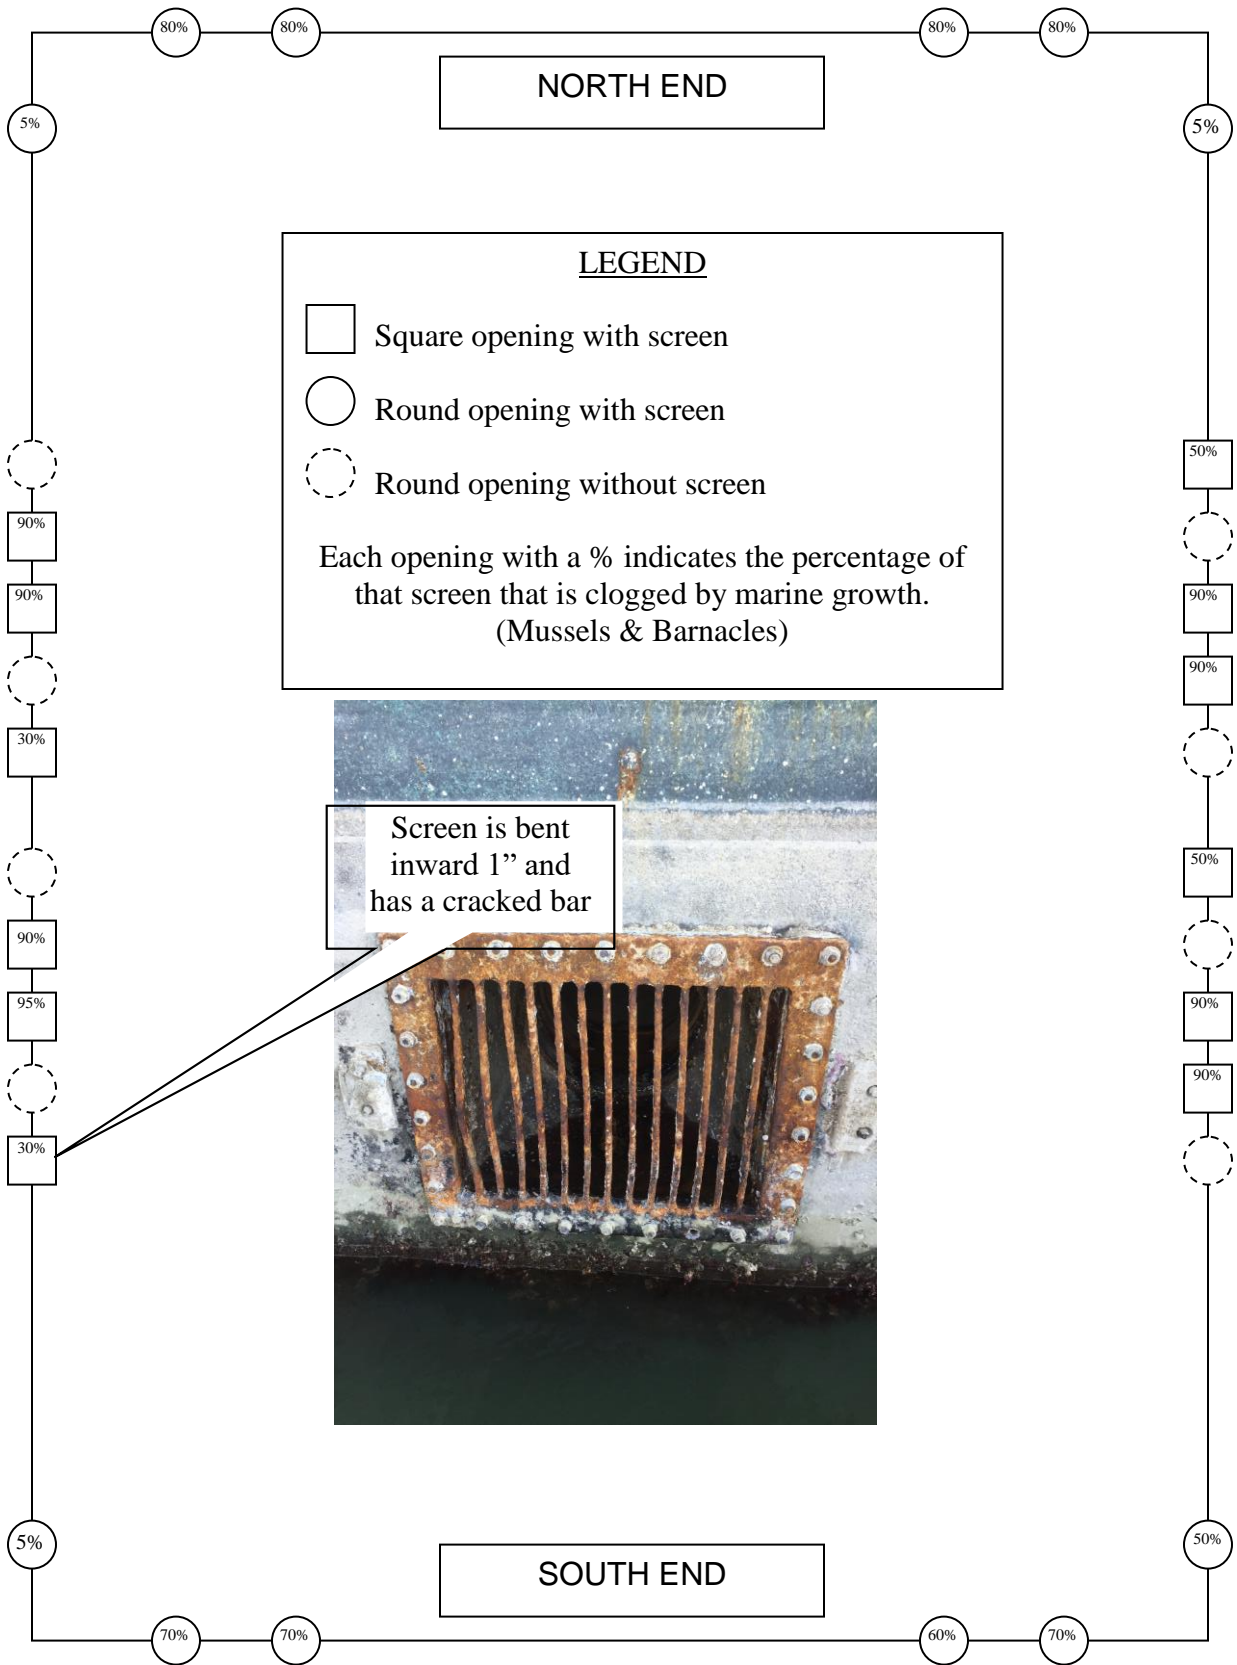 80% 80% 80% 80%
NORTH END
5% 5%
LEGEND
Square opening with screen
Round opening with screen
Round opening without screen
Each opening with a % indicates the percentage of
that screen that is clogged by marine growth.
(Mussels & Barnacles)
50%
90%
90% 90%
90%
30%
Screen is bent
inward 1” and
has a cracked bar
50%
90%
95% 90%
90%
30%
5% 50%
SOUTH END
70% 70% 60% 70%